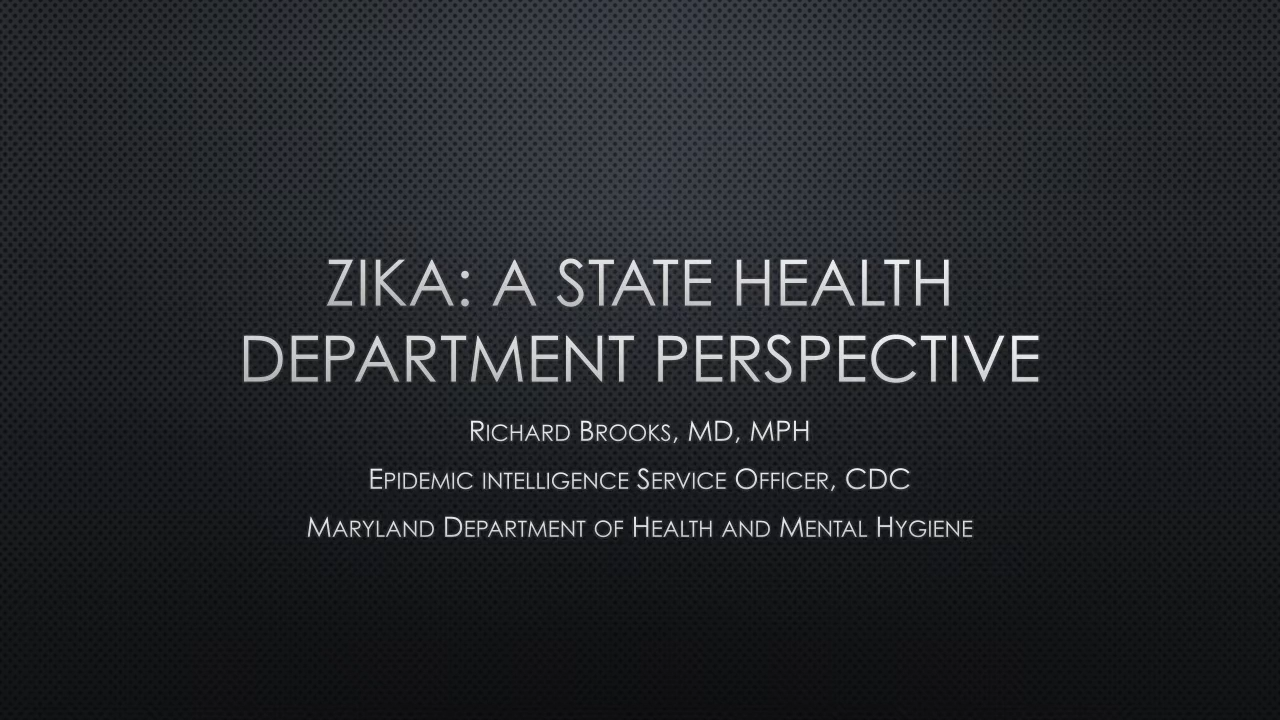 ZIKA: A STATE HEALTH
DEPARTMENT PERSPECTIVE
RICHARD BROOKS, MD, MPH
EPIDEMIC INTELLIGENCE SERVICE OFFICER, CDC
MARYLAND DEPARTMENT OF HEALTH AND MENTAL HYGIENE